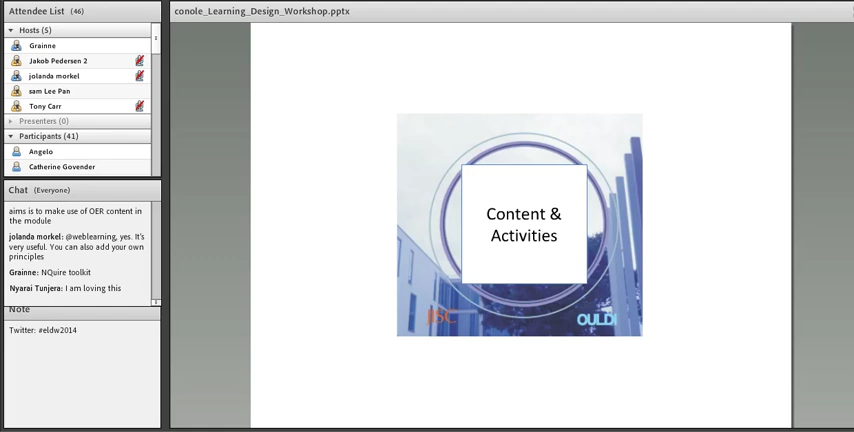 Attendee List (46)
Hosts (5)
Grainne
Jakob Pedersen 2
jolanda morkel
sam Lee Pan
Tony Carr
Presenters (0)
Participants (41)
Angelo
Catherine Govender
Chat (Everyone)
aims is to make use of OER content in
the module
jolanda morkel: @weblearning, yes. It's
very useful. You can also add your own
principles
Grainne: NQuire toolkit
Nyarai Tunjera: I am loving this
Note
Twitter: #eldw2014
conole_Learning_Design_Workshop.pptx
Content &
Activities
JISC
OULDI